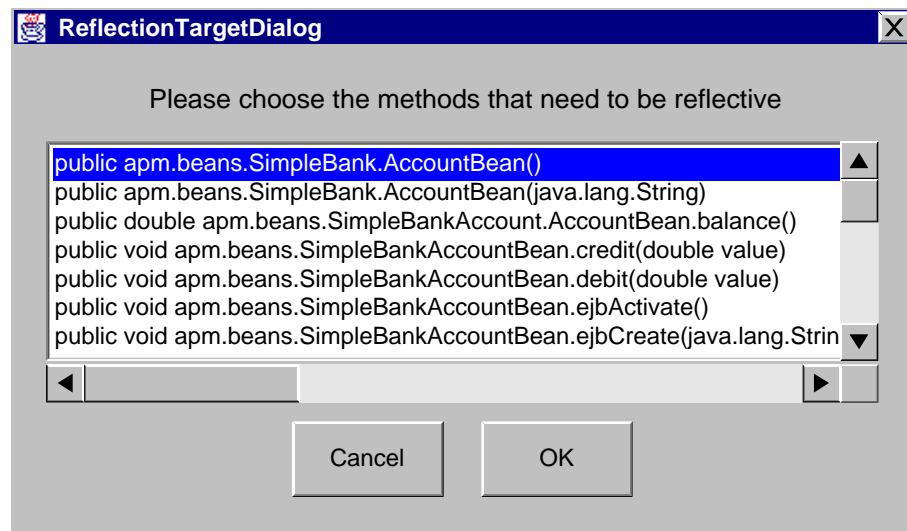 ReflectionTargetDialog
Please choose the methods that need to be reflective
public apm.beans.SimpleBank.AccountBean()
public apm.beans.SimpleBank.AccountBean(java.lang.String)
public double apm.beans.SimpleBankAccount.AccountBean.balance()
public void apm.beans.SimpleBankAccountBean.credit(double value)
public void apm.beans.SimpleBankAccountBean.debit(double value)
public void apm.beans.SimpleBankAccountBean.ejbActivate()
public void apm.beans.SimpleBankAccountBean.ejbCreate(java.lang.Strin
Cancel OK